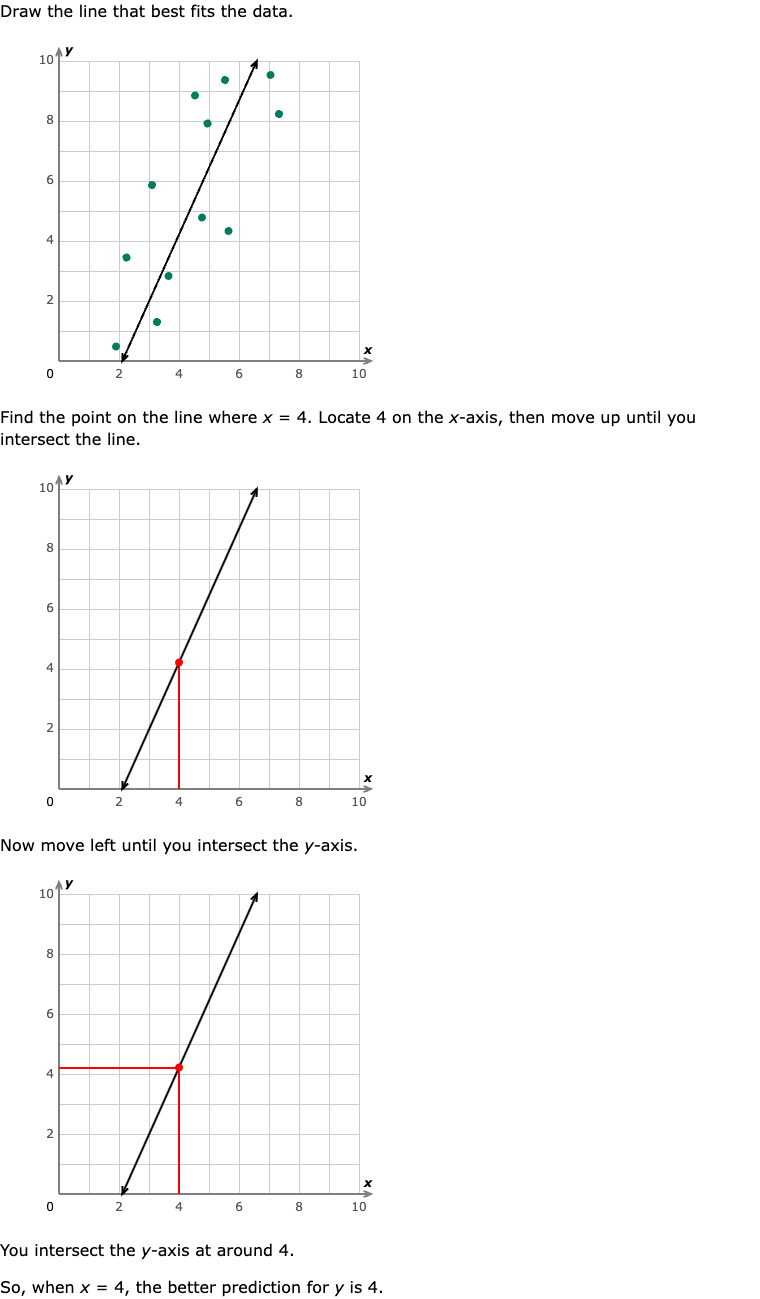 Draw the line that best fits the data.
y
10
8
6
4
2
x
0 2 4 6 8 10
Find the point on the line where x = 4. Locate 4 on the x-axis, then move up until you
intersect the line.
y
10
8
6
4
2
x
0 2 4 6 8 10
Now move left until you intersect the y-axis.
y
10
8
6
4
2
x
0 2 4 6 8 10
You intersect the y-axis at around 4.
So, when x = 4, the better prediction for y is 4.